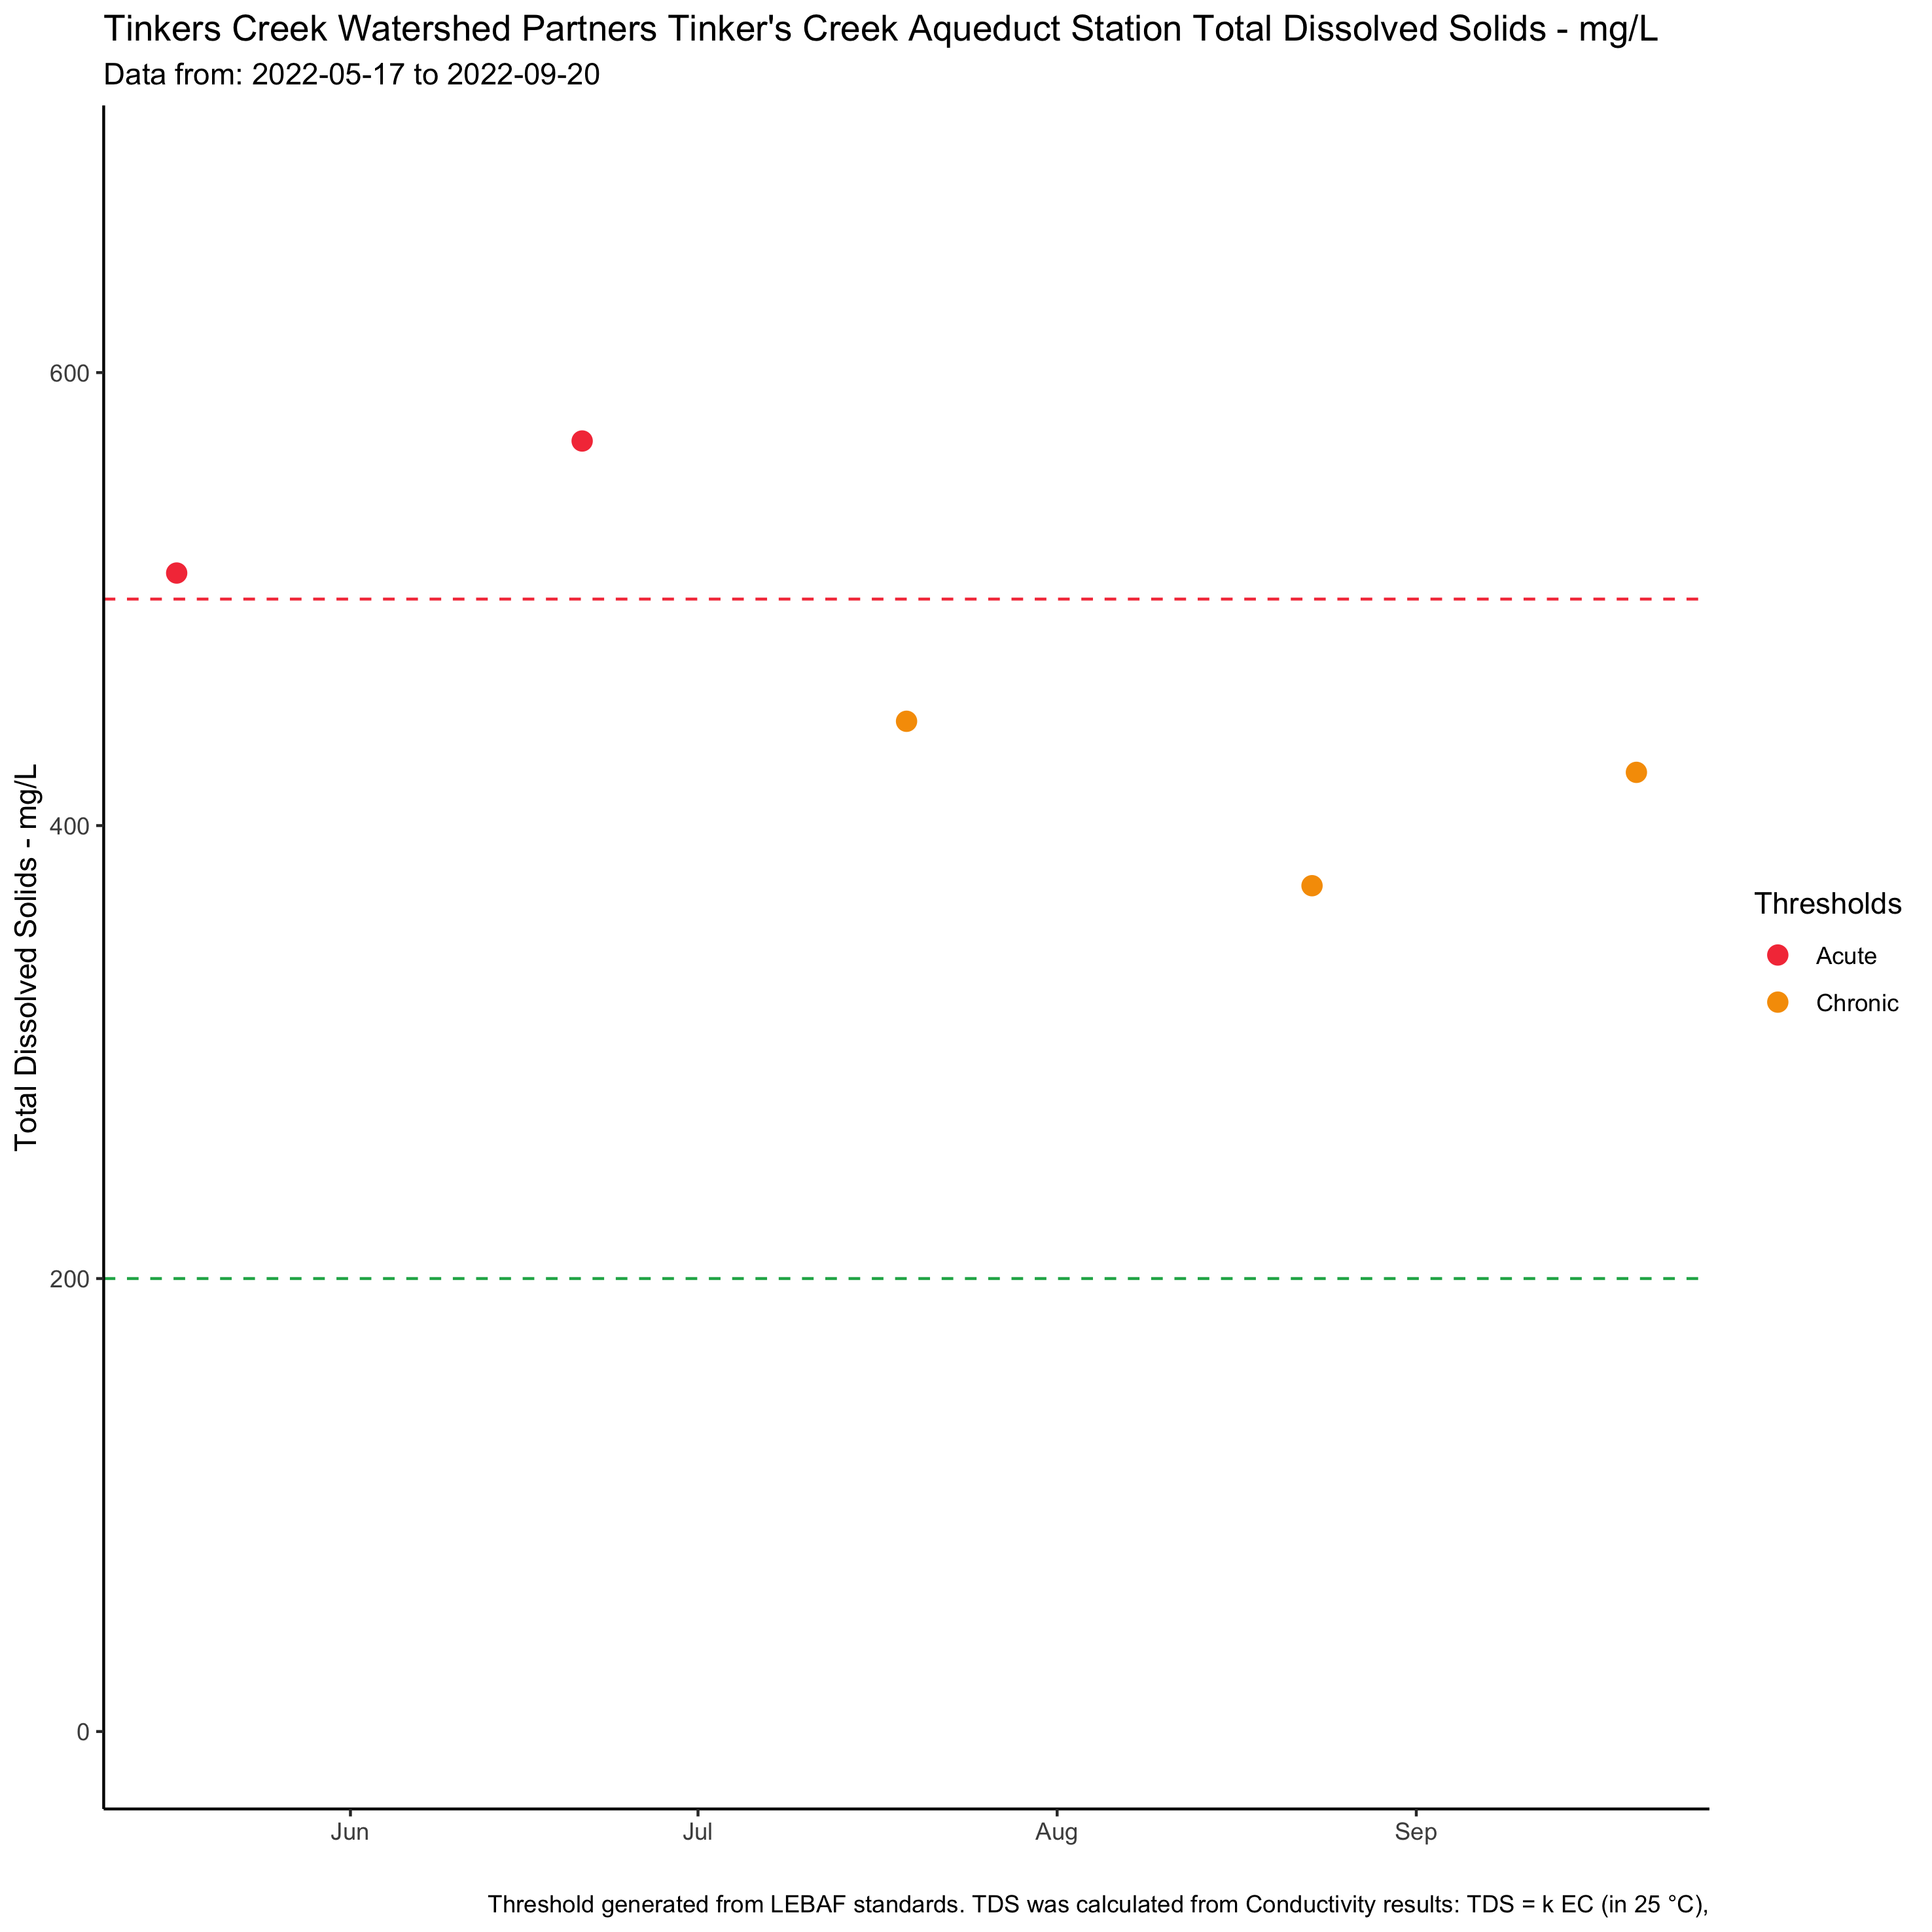 Tinkers Creek Watershed Partners Tinker's Creek Aqueduct Station Total Dissolved Solids - mg/L
Data from: 2022-05-17 to 2022-09-20
Total Dissolved Solids - mg/L
600
400
200
0
Jun
Jul
Aug
Sep
Thresholds
Acute
Chronic
Threshold generated from LEBAF standards. TDS was calculated from Conductivity results: TDS = k EC (in 25 °C),